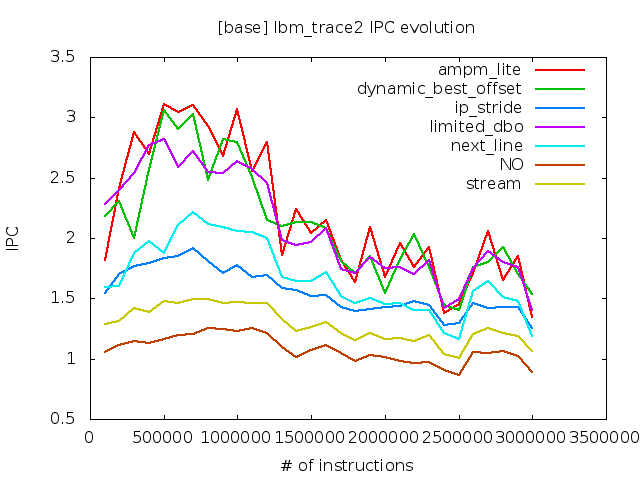 [base] lbm_trace2 IPC evolution
3.5
3
2.5
2
1.5
1
0.5
IPC
ampm_lite
dynamic_best_offset
ip_stride
limited_dbo
next_line
NO
stream
0 500000 1000000 1500000 2000000 2500000 3000000 3500000
# of instructions